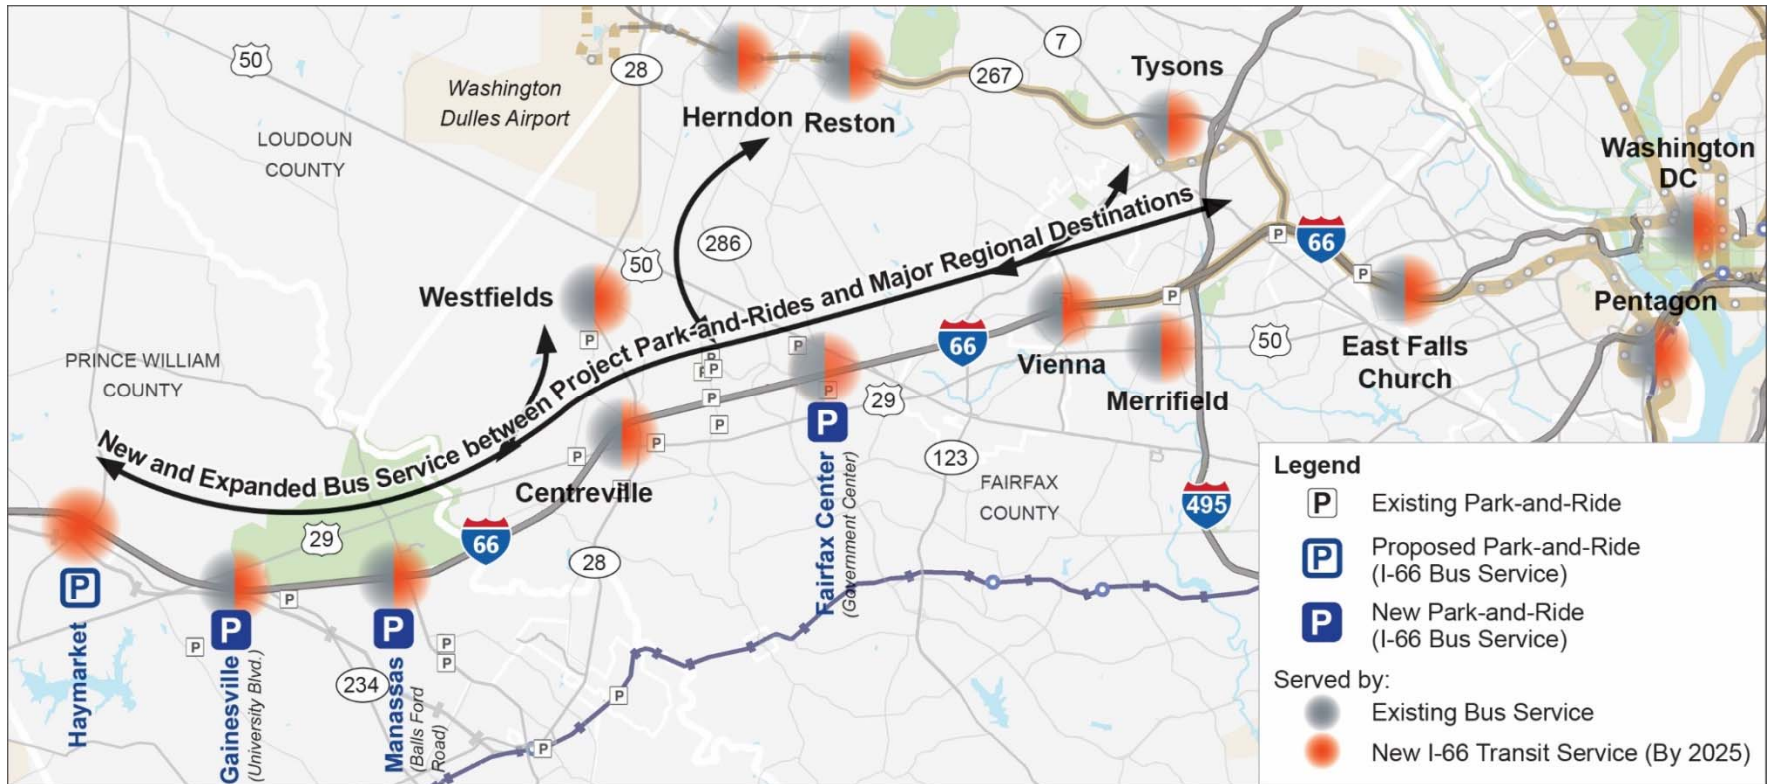 50
28
7
267
Tysons
Washington
Dulles Airport
Herndon
Reston
LOUDOUN
COUNTY
Washington
DC
286
50
66
Westfields
New and Expanded Bus Service between Project Park-and-Rides and Major Regional Destinations
P
P
P
Pentagon
PRINCE WILLIAM
COUNTY
P
P
P
P
P
P
66
Vienna
Merrifield
50
East Falls
Church
P
29
P
P
P
P
P
P
Fairfax Center
(Government Center)
123
FAIRFAX
COUNTY
Centreville
P
495
29
66
28
P
Haymarket
P
P
P
Gainesville
(University Blvd.)
P
Manassas
(Balls Ford
Road)
P
P
234
P
P
Legend
P Existing Park-and-Ride
P Proposed Park-and-Ride
(I-66 Bus Service)
P New Park-and-Ride
(I-66 Bus Service)
Served by:
Existing Bus Service
New I-66 Transit Service (By 2025)